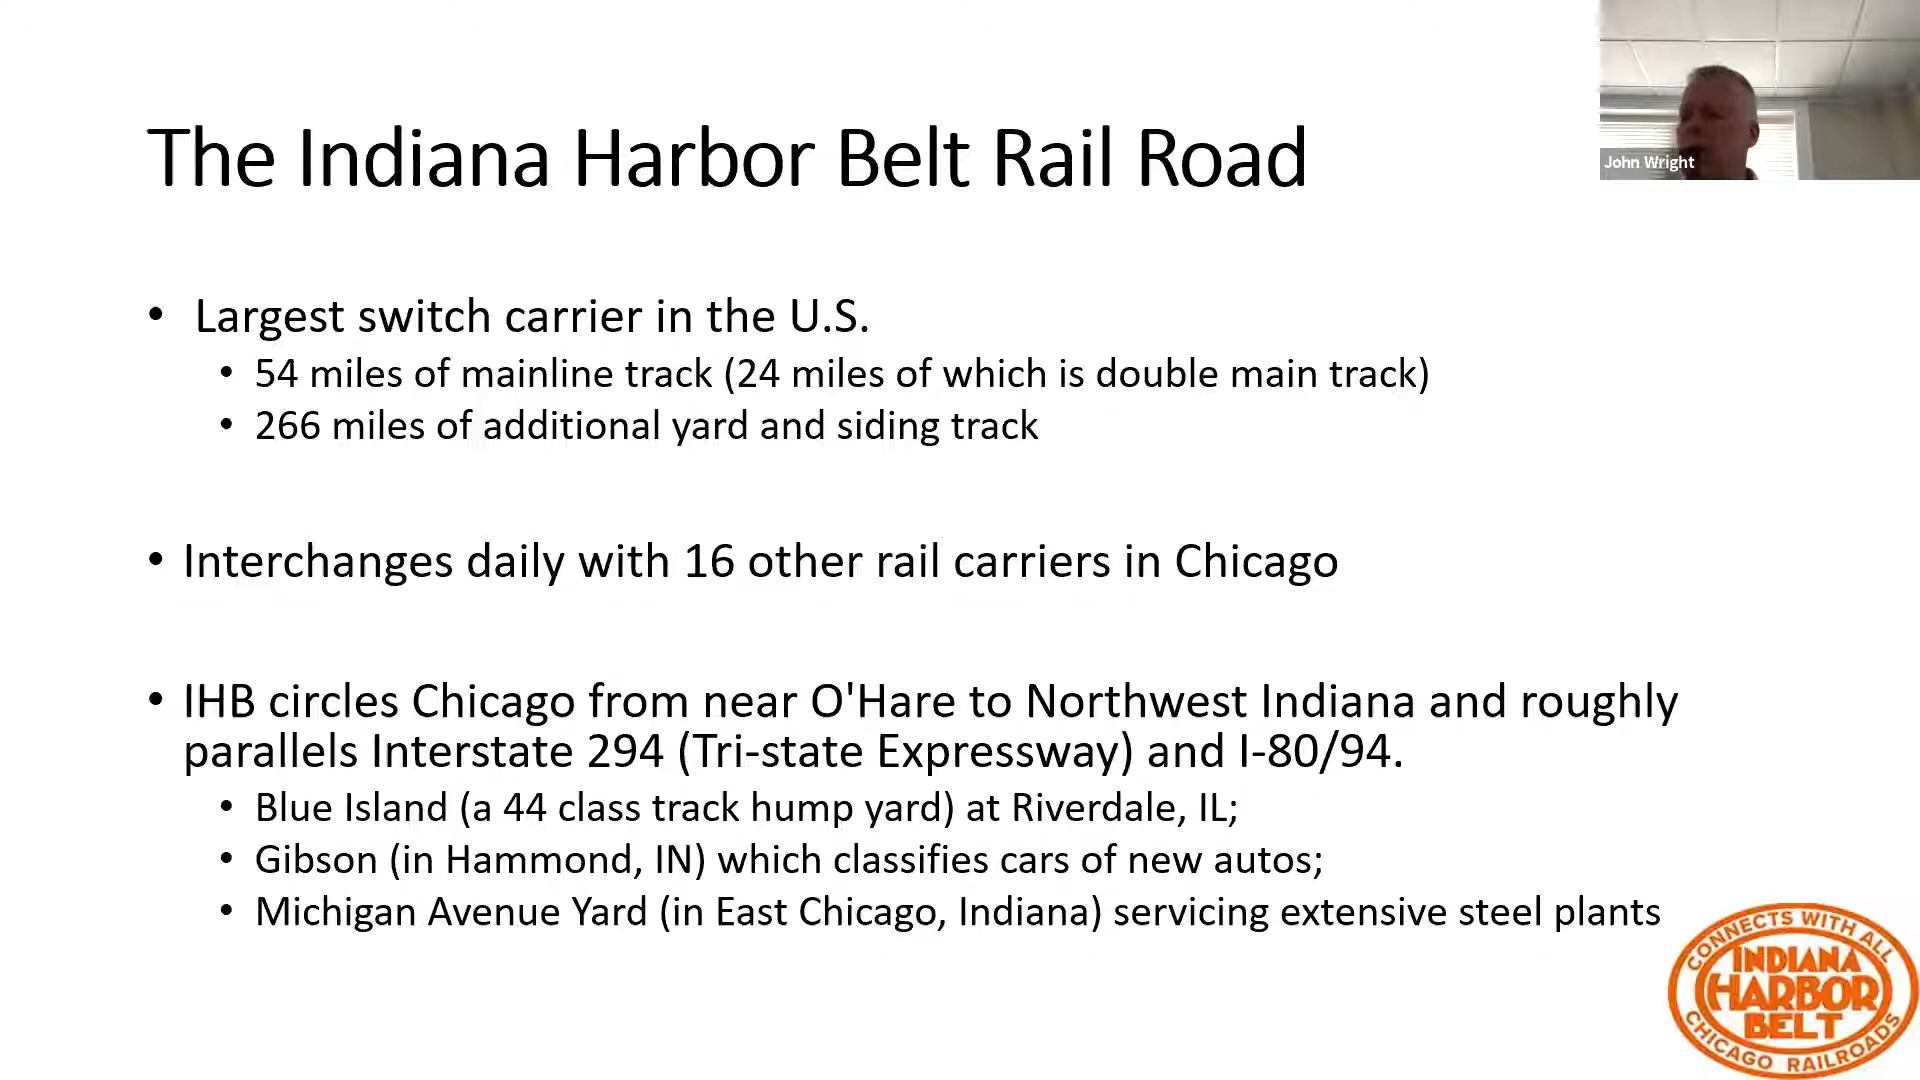 The Indiana Harbor Belt Rail Road
John Wright
• Largest switch carrier in the U.S.
• 54 miles of mainline track (24 miles of which is double main track)
• 266 miles of additional yard and siding track
• Interchanges daily with 16 other rail carriers in Chicago
• IHB circles Chicago from near O'Hare to Northwest Indiana and roughly
parallels Interstate 294 (Tri-state Expressway) and I-80/94.
• Blue Island (a 44 class track hump yard) at Riverdale, IL;
• Gibson (in Hammond, IN) which classifies cars of new autos;
• Michigan Avenue Yard (in East Chicago, Indiana) servicing extensive steel plants
CONNECTS WITH ALL
INDIANA
HARBOR
BELT
CHICAGO RAILROADS